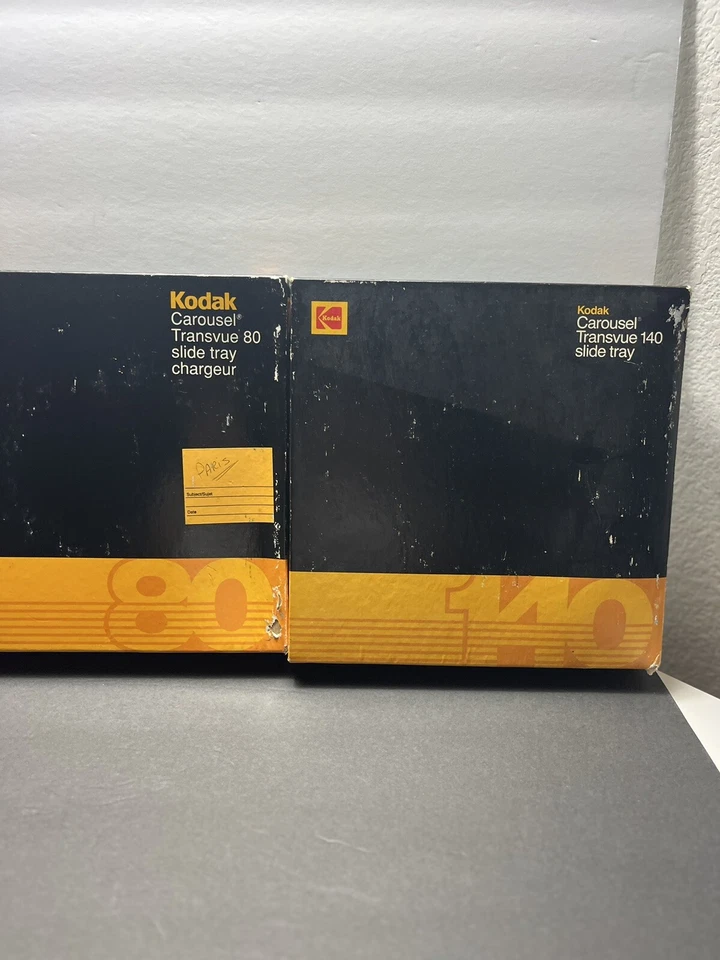 Kodak
Carousel®
Transvue 80
slide tray
chargeur
PARIS
Subject/Sujet
Date
80
Kodak
Kodak
Carousel®
Transvue 140
slide tray
140